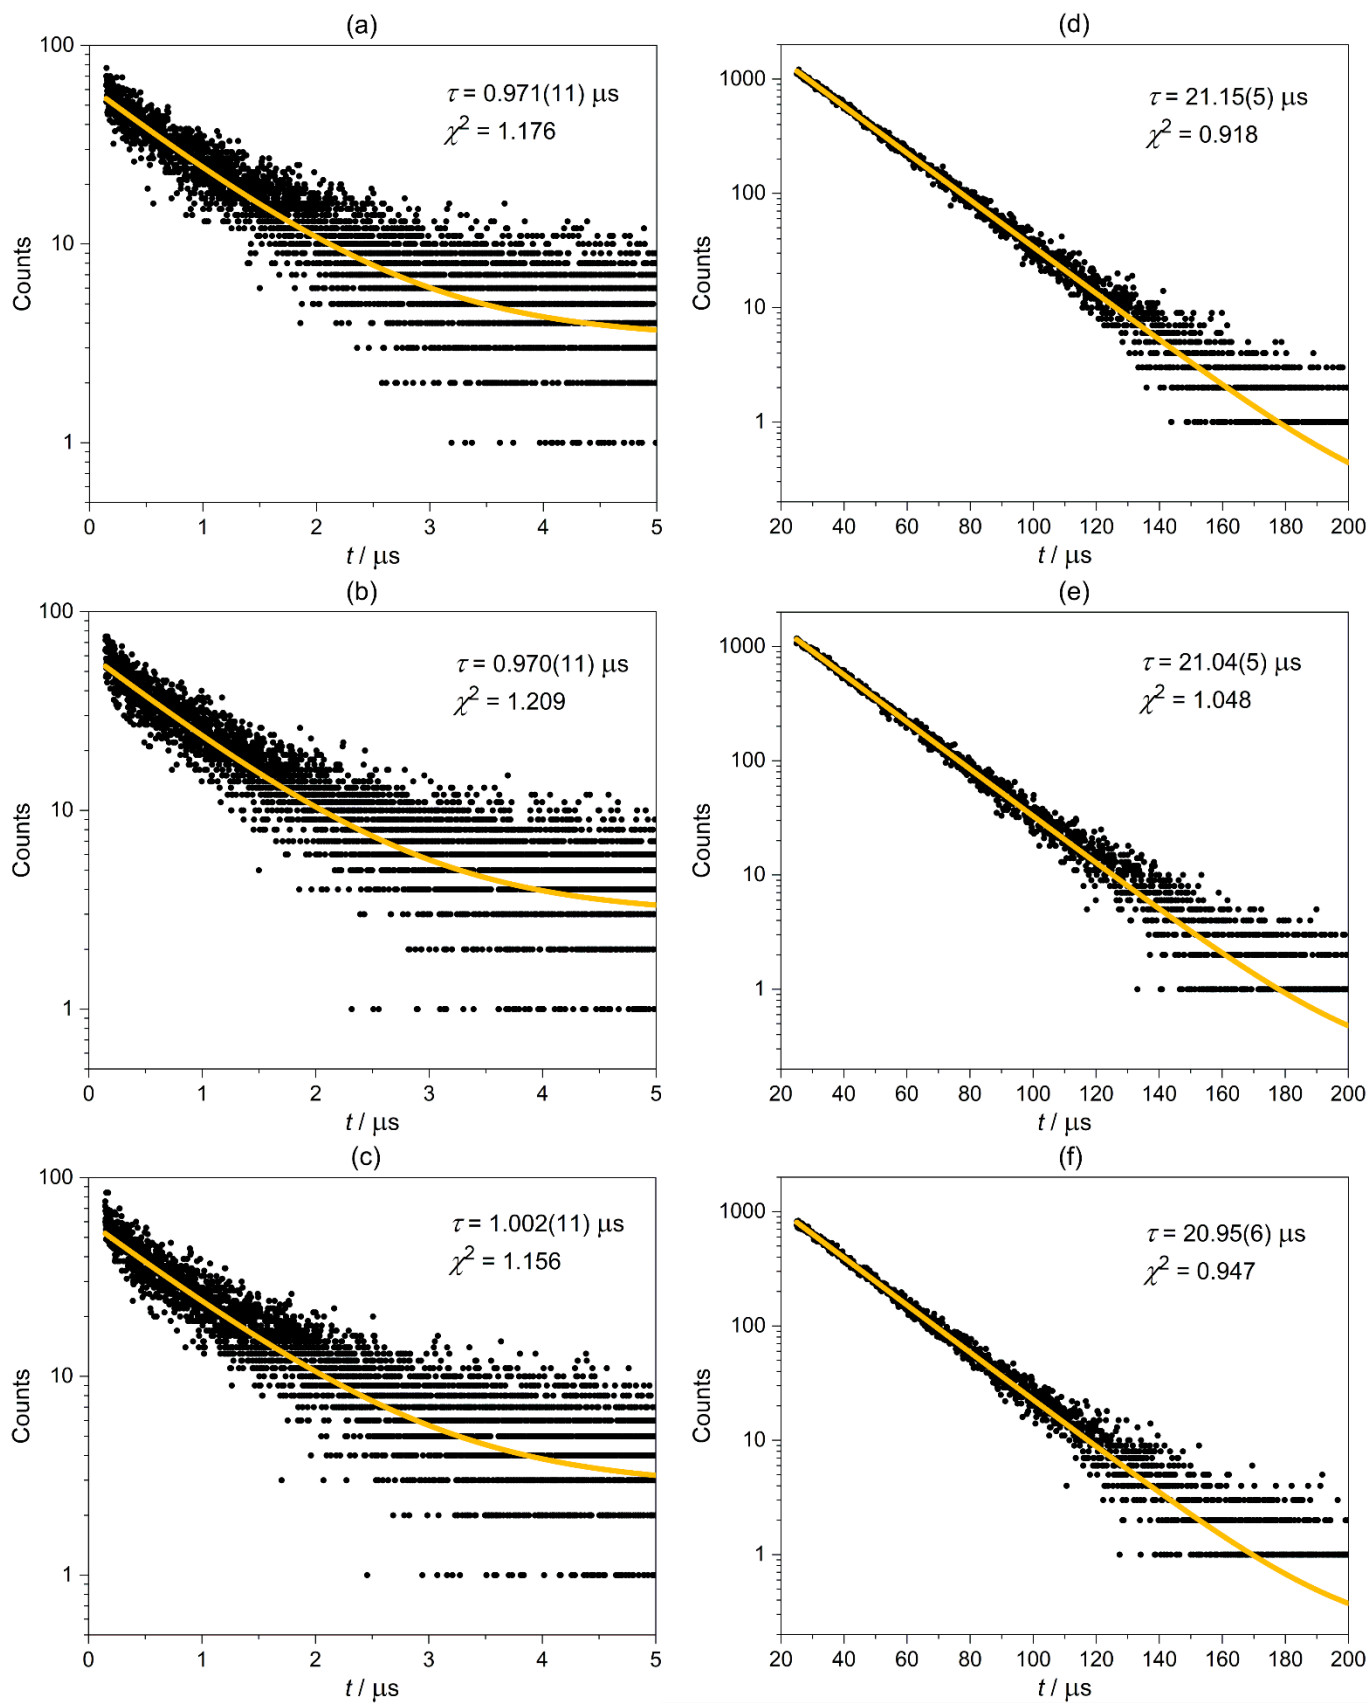 (a)
100
10
1
Counts
τ = 0.971(11) μs
χ² = 1.176
0 1 2 3 4 5
t / μs
(d)
1000
100
10
1
Counts
τ = 21.15(5) μs
χ² = 0.918
20 40 60 80 100 120 140 160 180 200
t / μs
(b)
100
10
1
Counts
τ = 0.970(11) μs
χ² = 1.209
0 1 2 3 4 5
t / μs
(e)
1000
100
10
1
Counts
τ = 21.04(5) μs
χ² = 1.048
20 40 60 80 100 120 140 160 180 200
t / μs
(c)
100
10
1
Counts
τ = 1.002(11) μs
χ² = 1.156
0 1 2 3 4 5
t / μs
(f)
1000
100
10
1
Counts
τ = 20.95(6) μs
χ² = 0.947
20 40 60 80 100 120 140 160 180 200
t / μs